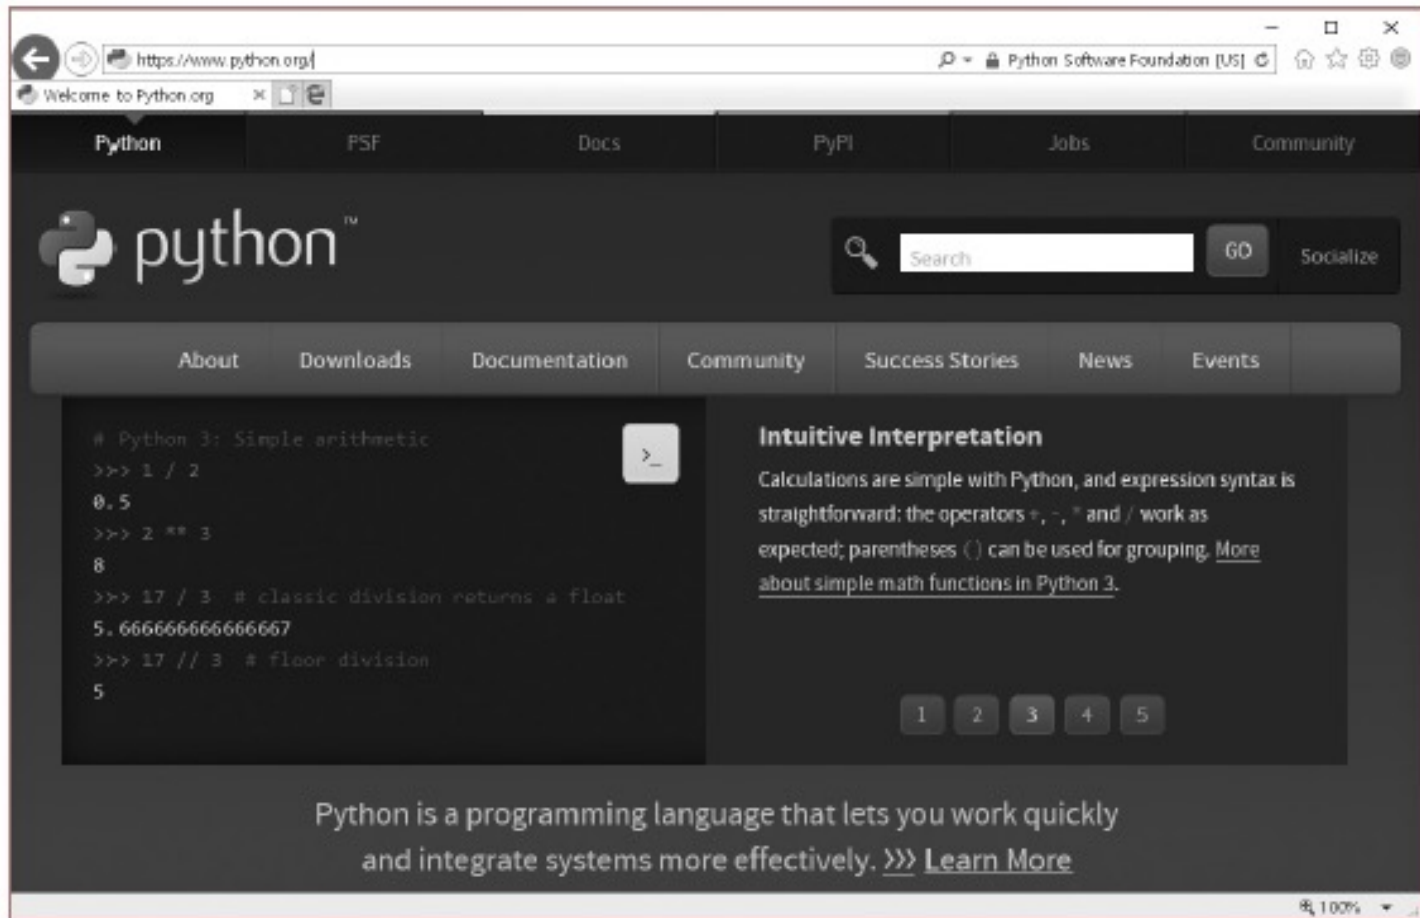 https://www.python.org/
Python Software Foundation [US]
Welcome to Python.org
Python PSF Docs PyPI Jobs Community
python™
Search GO Socialize
About Downloads Documentation Community Success Stories News Events
# Python 3: Simple arithmetic
>>> 1 / 2
0.5
>>> 2 ** 3
8
>>> 17 / 3 # classic division returns a float
5.666666666666667
>>> 17 // 3 # floor division
5
>_
Intuitive Interpretation
Calculations are simple with Python, and expression syntax is
straightforward: the operators +, -, * and / work as
expected; parentheses () can be used for grouping. More
about simple math functions in Python 3.
1 2 3 4 5
Python is a programming language that lets you work quickly
and integrate systems more effectively. >>> Learn More
100%